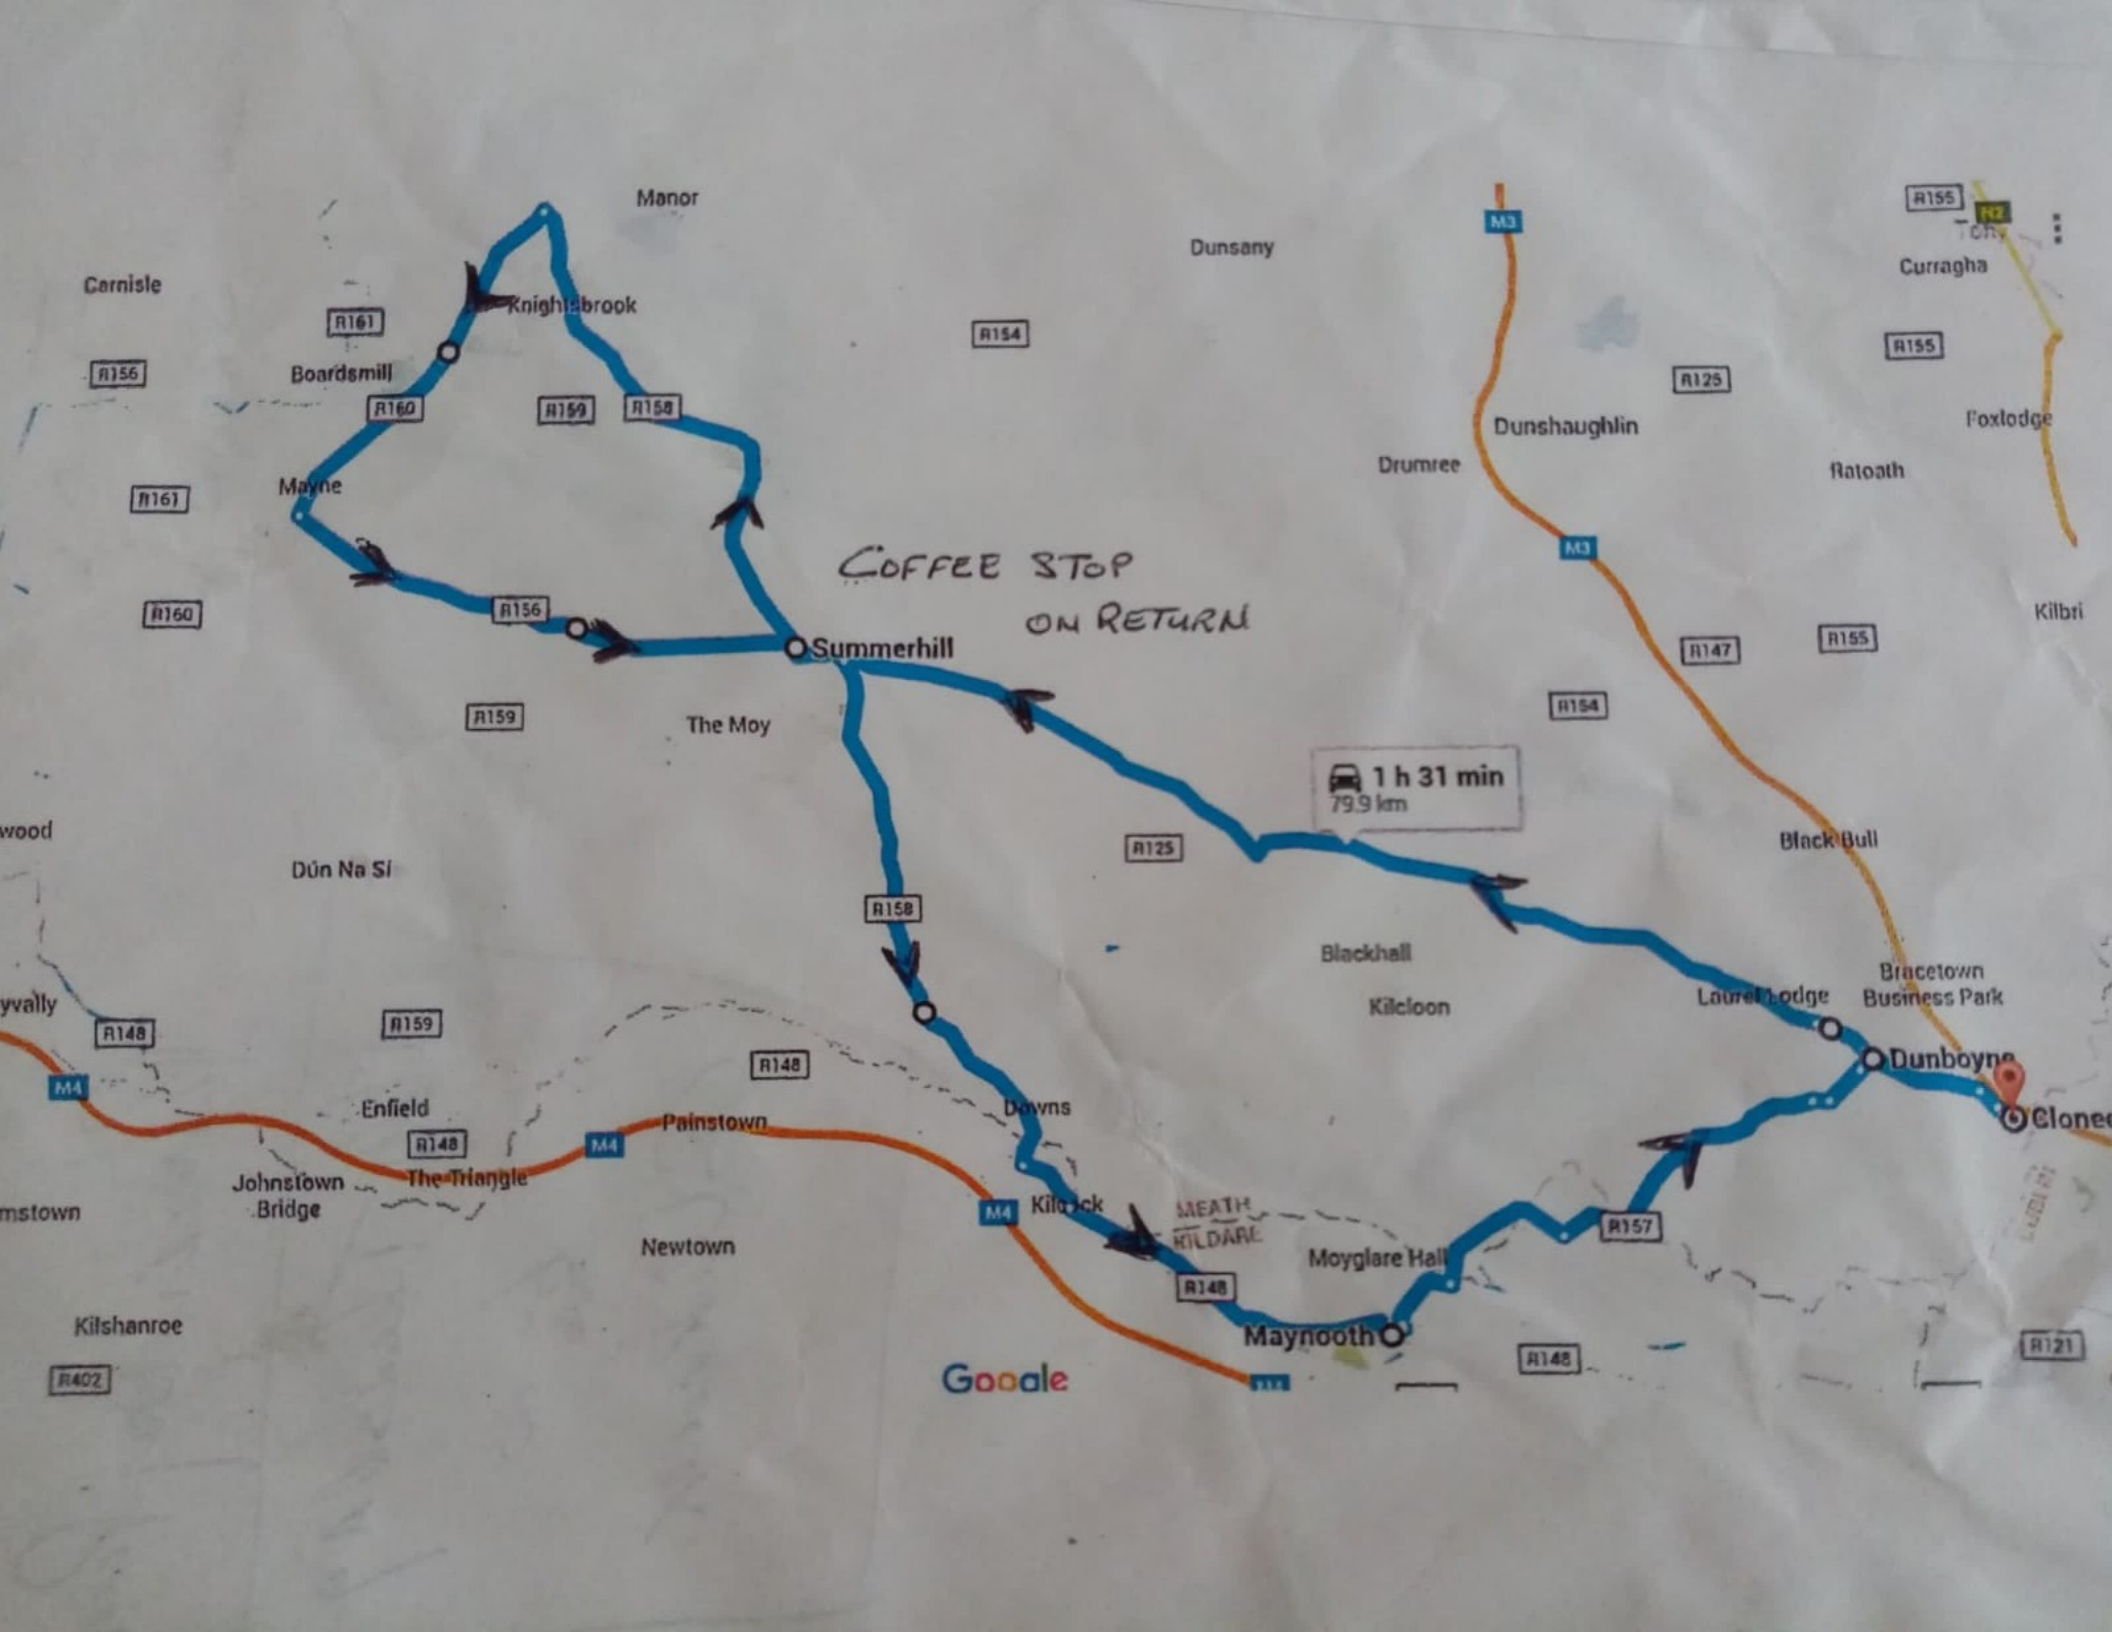 Manor
R155
N2
Dunsany
M3
Curragha
Carnisle
Knightsbrook
R161
R154
R155
Boardsmill
R156
R125
R160
R159
R158
Dunshaughlin
Foxlodge
Drumree
Ratoath
Mayne
R161
M3
COFFEE STOP
ON RETURN
R156
R160
Kilbri
Summerhill
R147
R155
R159
The Moy
R154
1 h 31 min
79.9 km
wood
R125
Black Bull
Dún Na Sí
R158
Blackhall
Bracetown
Business Park
Laurel Lodge
yvally
Kilcloon
R148
R159
R148
Dunboyne
M4
Enfield
Downs
Clonee
Painstown
R148
M4
The Triangle
Johnstown
Bridge
Kilcock
MEATH
KILDARE
M4
mstown
R157
Newtown
Moyglare Hall
R148
Kilshanroe
Maynooth
R148
R121
R402
Google